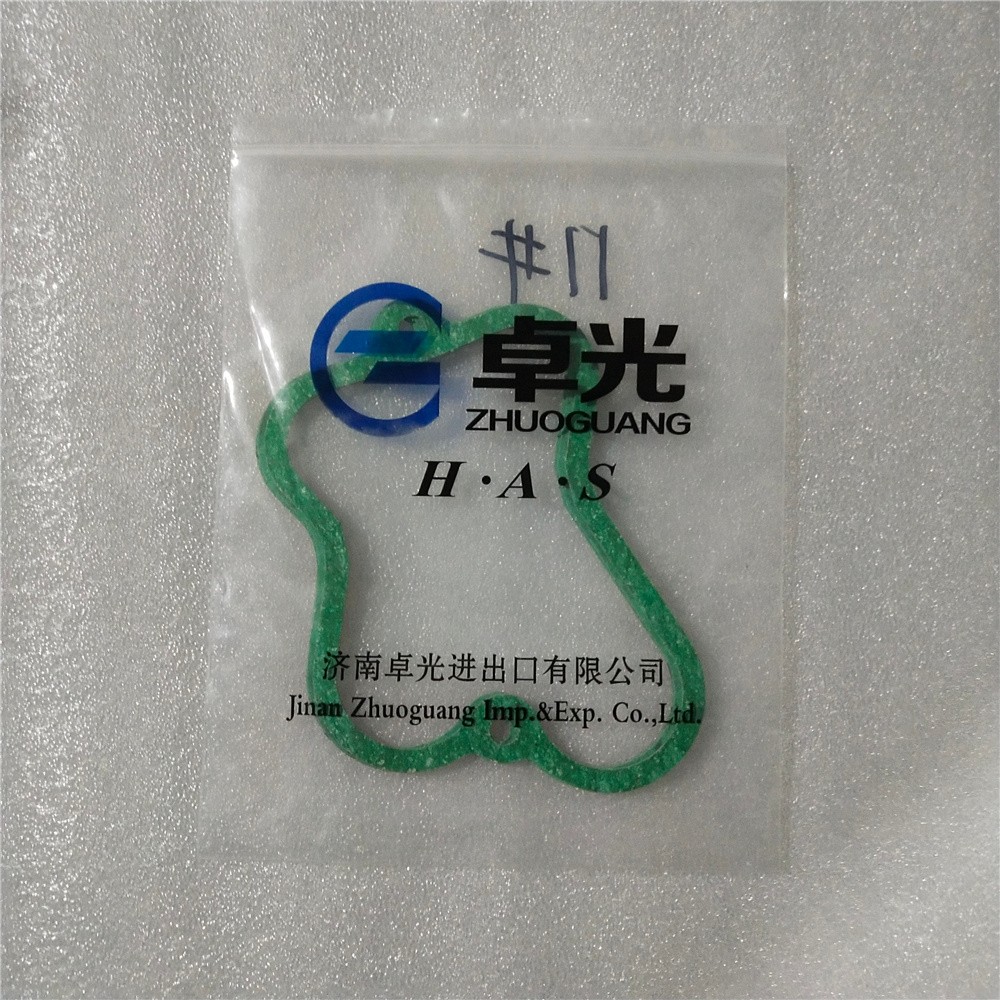 17#
卓光
ZHUOGUANG
H·A·S
济南卓光进出口有限公司
Jinan Zhuoguang Imp.&Exp. Co.,Ltd.